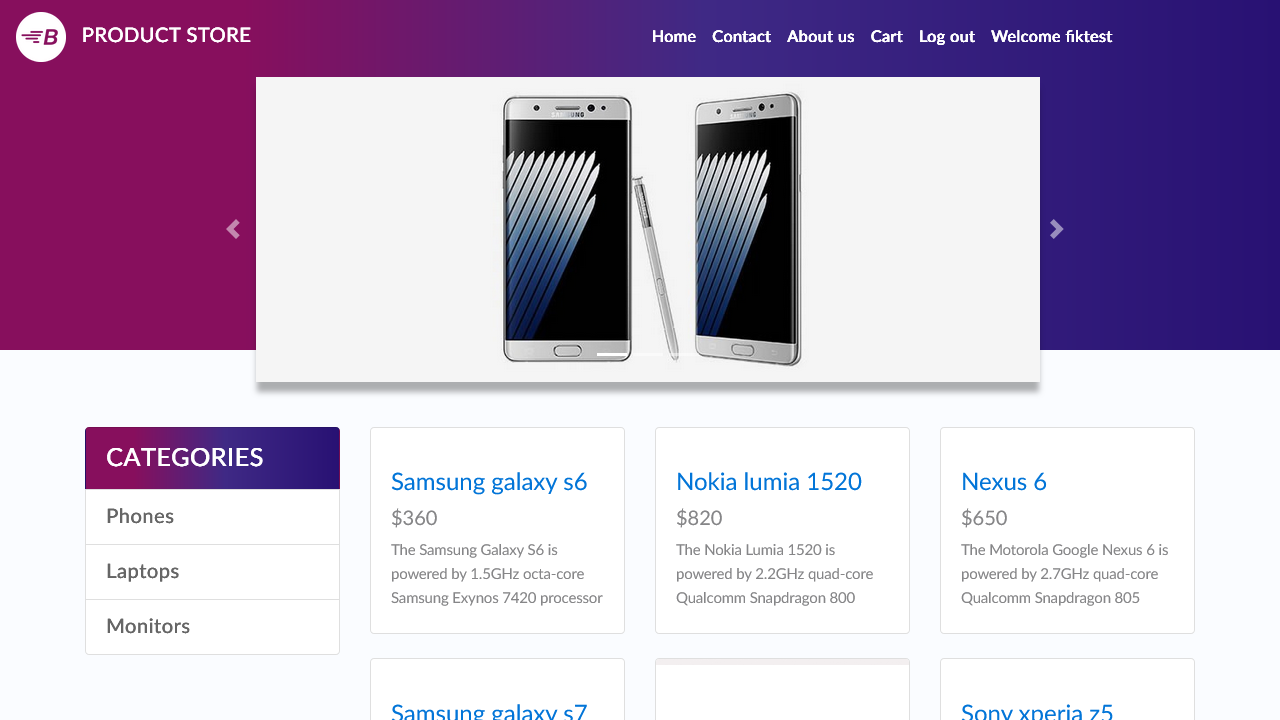 B PRODUCT STORE
Home Contact About us Cart Log out Welcome fiktest
SAMSUNG
SAMSUNG
CATEGORIES
Phones
Laptops
Monitors
Samsung galaxy s6
$360
The Samsung Galaxy S6 is
powered by 1.5GHz octa-core
Samsung Exynos 7420 processor
Nokia lumia 1520
$820
The Nokia Lumia 1520 is
powered by 2.2GHz quad-core
Qualcomm Snapdragon 800
Nexus 6
$650
The Motorola Google Nexus 6 is
powered by 2.7GHz quad-core
Qualcomm Snapdragon 805
Samsung galaxy s7
Sony xperia z5